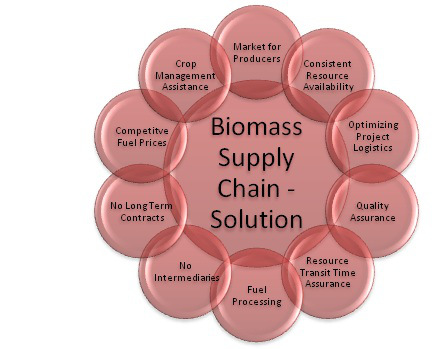 Market for
Producers
Consistent
Resource
Availability
Optimizing
Project
Logistics
Quality
Assurance
Resource
Transit Time
Assurance
Fuel
Processing
No
Intermediaries
No Long Term
Contracts
Competitve
Fuel Prices
Crop
Management
Assistance
Biomass
Supply
Chain -
Solution